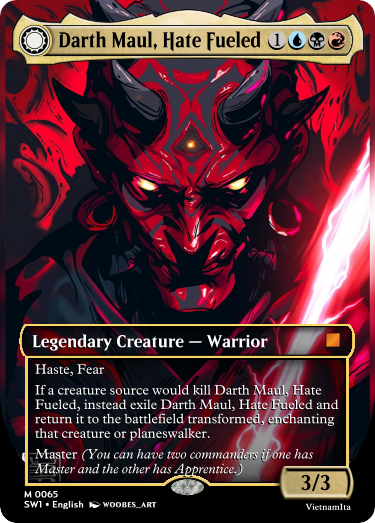 Darth Maul, Hate Fueled 1
Legendary Creature — Warrior
Haste, Fear
If a creature source would kill Darth Maul, Hate
Fueled, instead exile Darth Maul, Hate Fueled and
return it to the battlefield transformed, enchanting
that creature or planeswalker.
Master (You can have two commanders if one has
Master and the other has Apprentice.)
3/3
M 0065
SW1 • English WOOBES_ART
VietnamIta